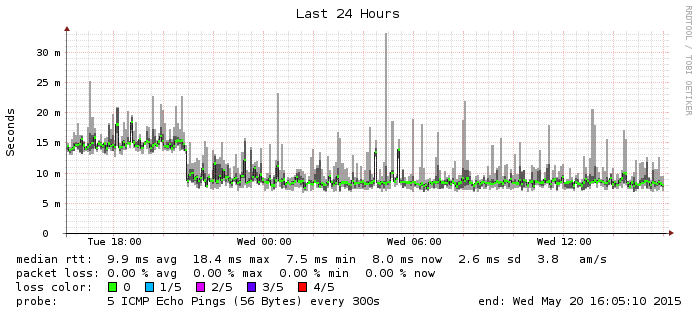 Last 24 Hours
RRDTOOL / TOBI OETIKER
Seconds
30 m
25 m
20 m
15 m
10 m
5 m
0
Tue 18:00 Wed 00:00 Wed 06:00 Wed 12:00
median rtt: 9.9 ms avg 18.4 ms max 7.5 ms min 8.0 ms now 2.6 ms sd 3.8 am/s
packet loss: 0.00 % avg 0.00 % max 0.00 % min 0.00 % now
loss color: 0 1/5 2/5 3/5 4/5
probe: 5 ICMP Echo Pings (56 Bytes) every 300s end: Wed May 20 16:05:10 2015